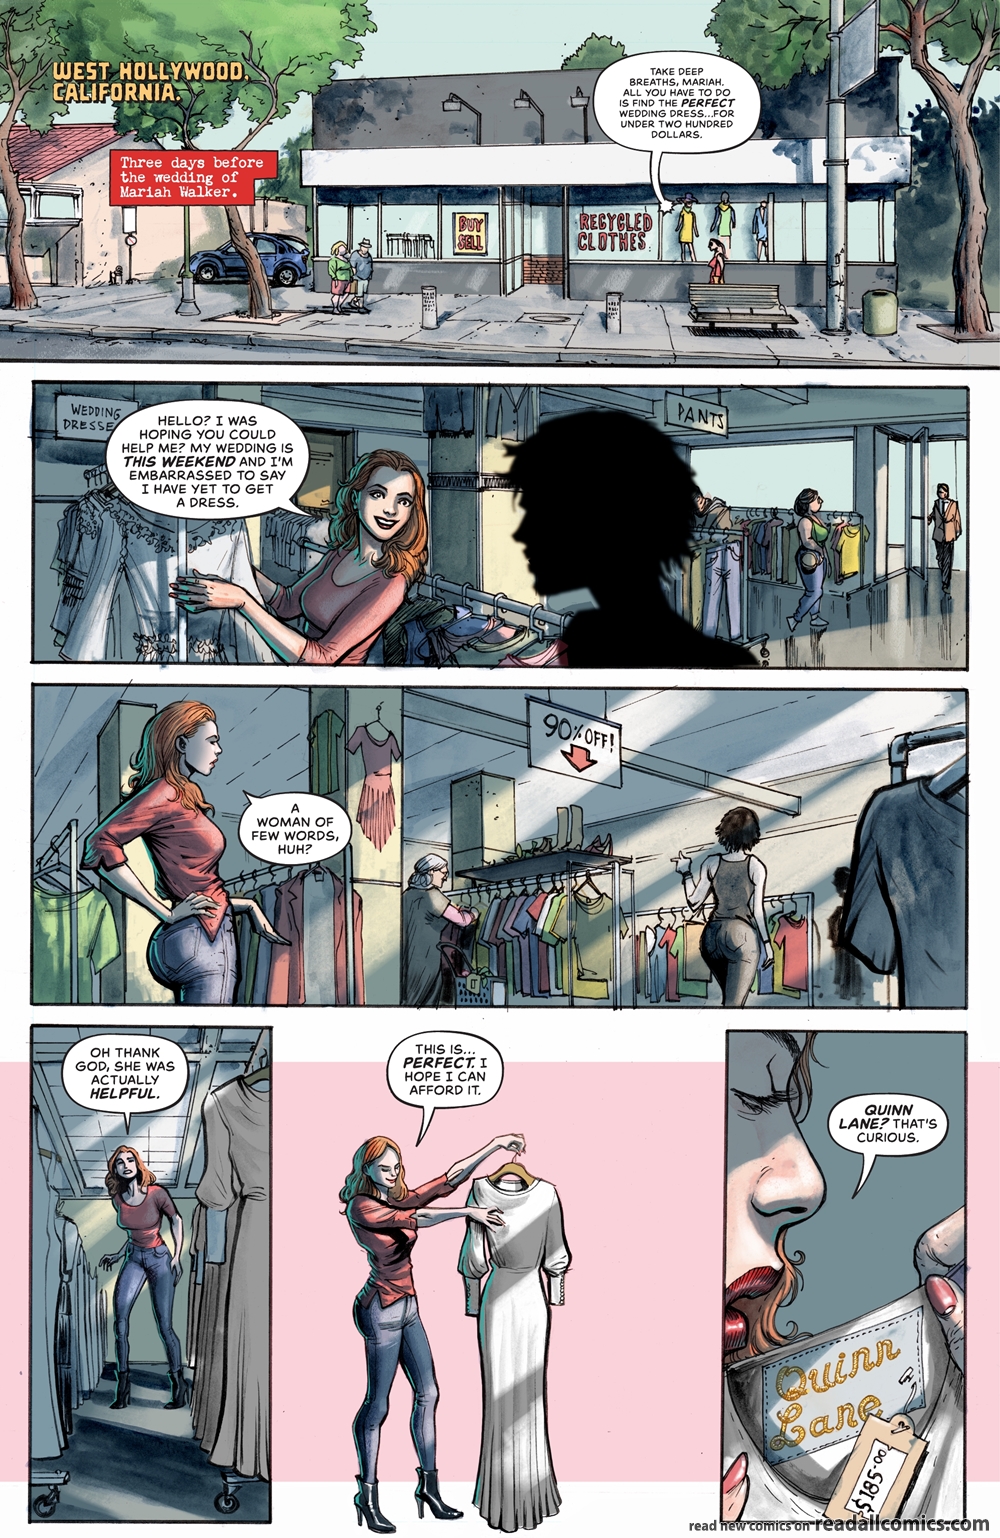 WEST HOLLYWOOD,
CALIFORNIA.
Three days before
the wedding of
Mariah Walker.
TAKE DEEP
BREATHS, MARIAH.
ALL YOU HAVE TO DO
IS FIND THE PERFECT
WEDDING DRESS...FOR
UNDER TWO HUNDRED
DOLLARS.
BUY
SELL
RECYCLED
CLOTHES
WEDDING
DRESSE
HELLO? I WAS
HOPING YOU COULD
HELP ME? MY WEDDING IS
THIS WEEKEND AND I'M
EMBARRASSED TO SAY
I HAVE YET TO GET
A DRESS.
PANTS
A
WOMAN OF
FEW WORDS,
HUH?
90% OFF!
OH THANK
GOD, SHE WAS
ACTUALLY
HELPFUL.
THIS IS...
PERFECT. I
HOPE I CAN
AFFORD IT.
QUINN
LANE? THAT'S
CURIOUS.
Quinn
Lane
$185.00
read new comics on readallcomics.com